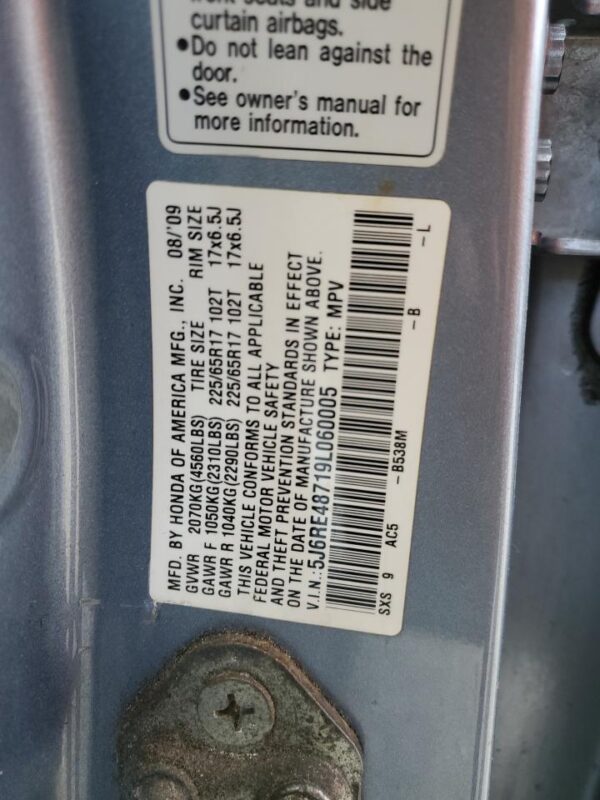 front seats and side
curtain airbags.
•Do not lean against the
door.
•See owner's manual for
more information.
MFD. BY HONDA OF AMERICA MFG., INC. 08/'09
GVWR 2070KG(4560LBS) TIRE SIZE RIM SIZE
GAWR F 1050KG(2310LBS) 225/65R17 102T 17x6.5J
GAWR R 1040KG(2290LBS) 225/65R17 102T 17x6.5J
THIS VEHICLE CONFORMS TO ALL APPLICABLE
FEDERAL MOTOR VEHICLE SAFETY
AND THEFT PREVENTION STANDARDS IN EFFECT
ON THE DATE OF MANUFACTURE SHOWN ABOVE.
V.I.N.: 5J6RE48719L060005 TYPE: MPV
SXS 9 AC5 -B538M -B -L